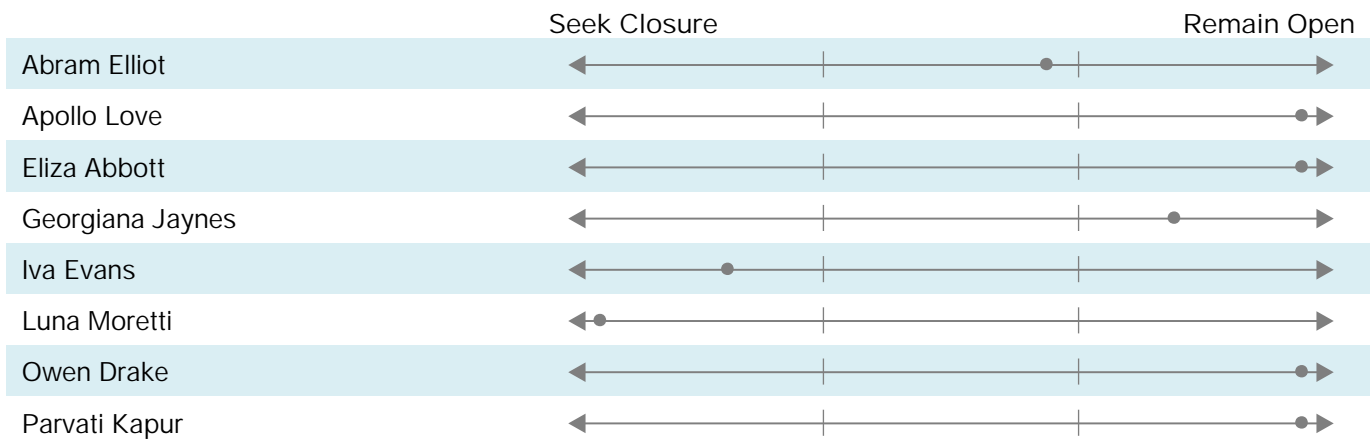 Seek Closure Remain Open
Abram Elliot
Apollo Love
Eliza Abbott
Georgiana Jaynes
Iva Evans
Luna Moretti
Owen Drake
Parvati Kapur